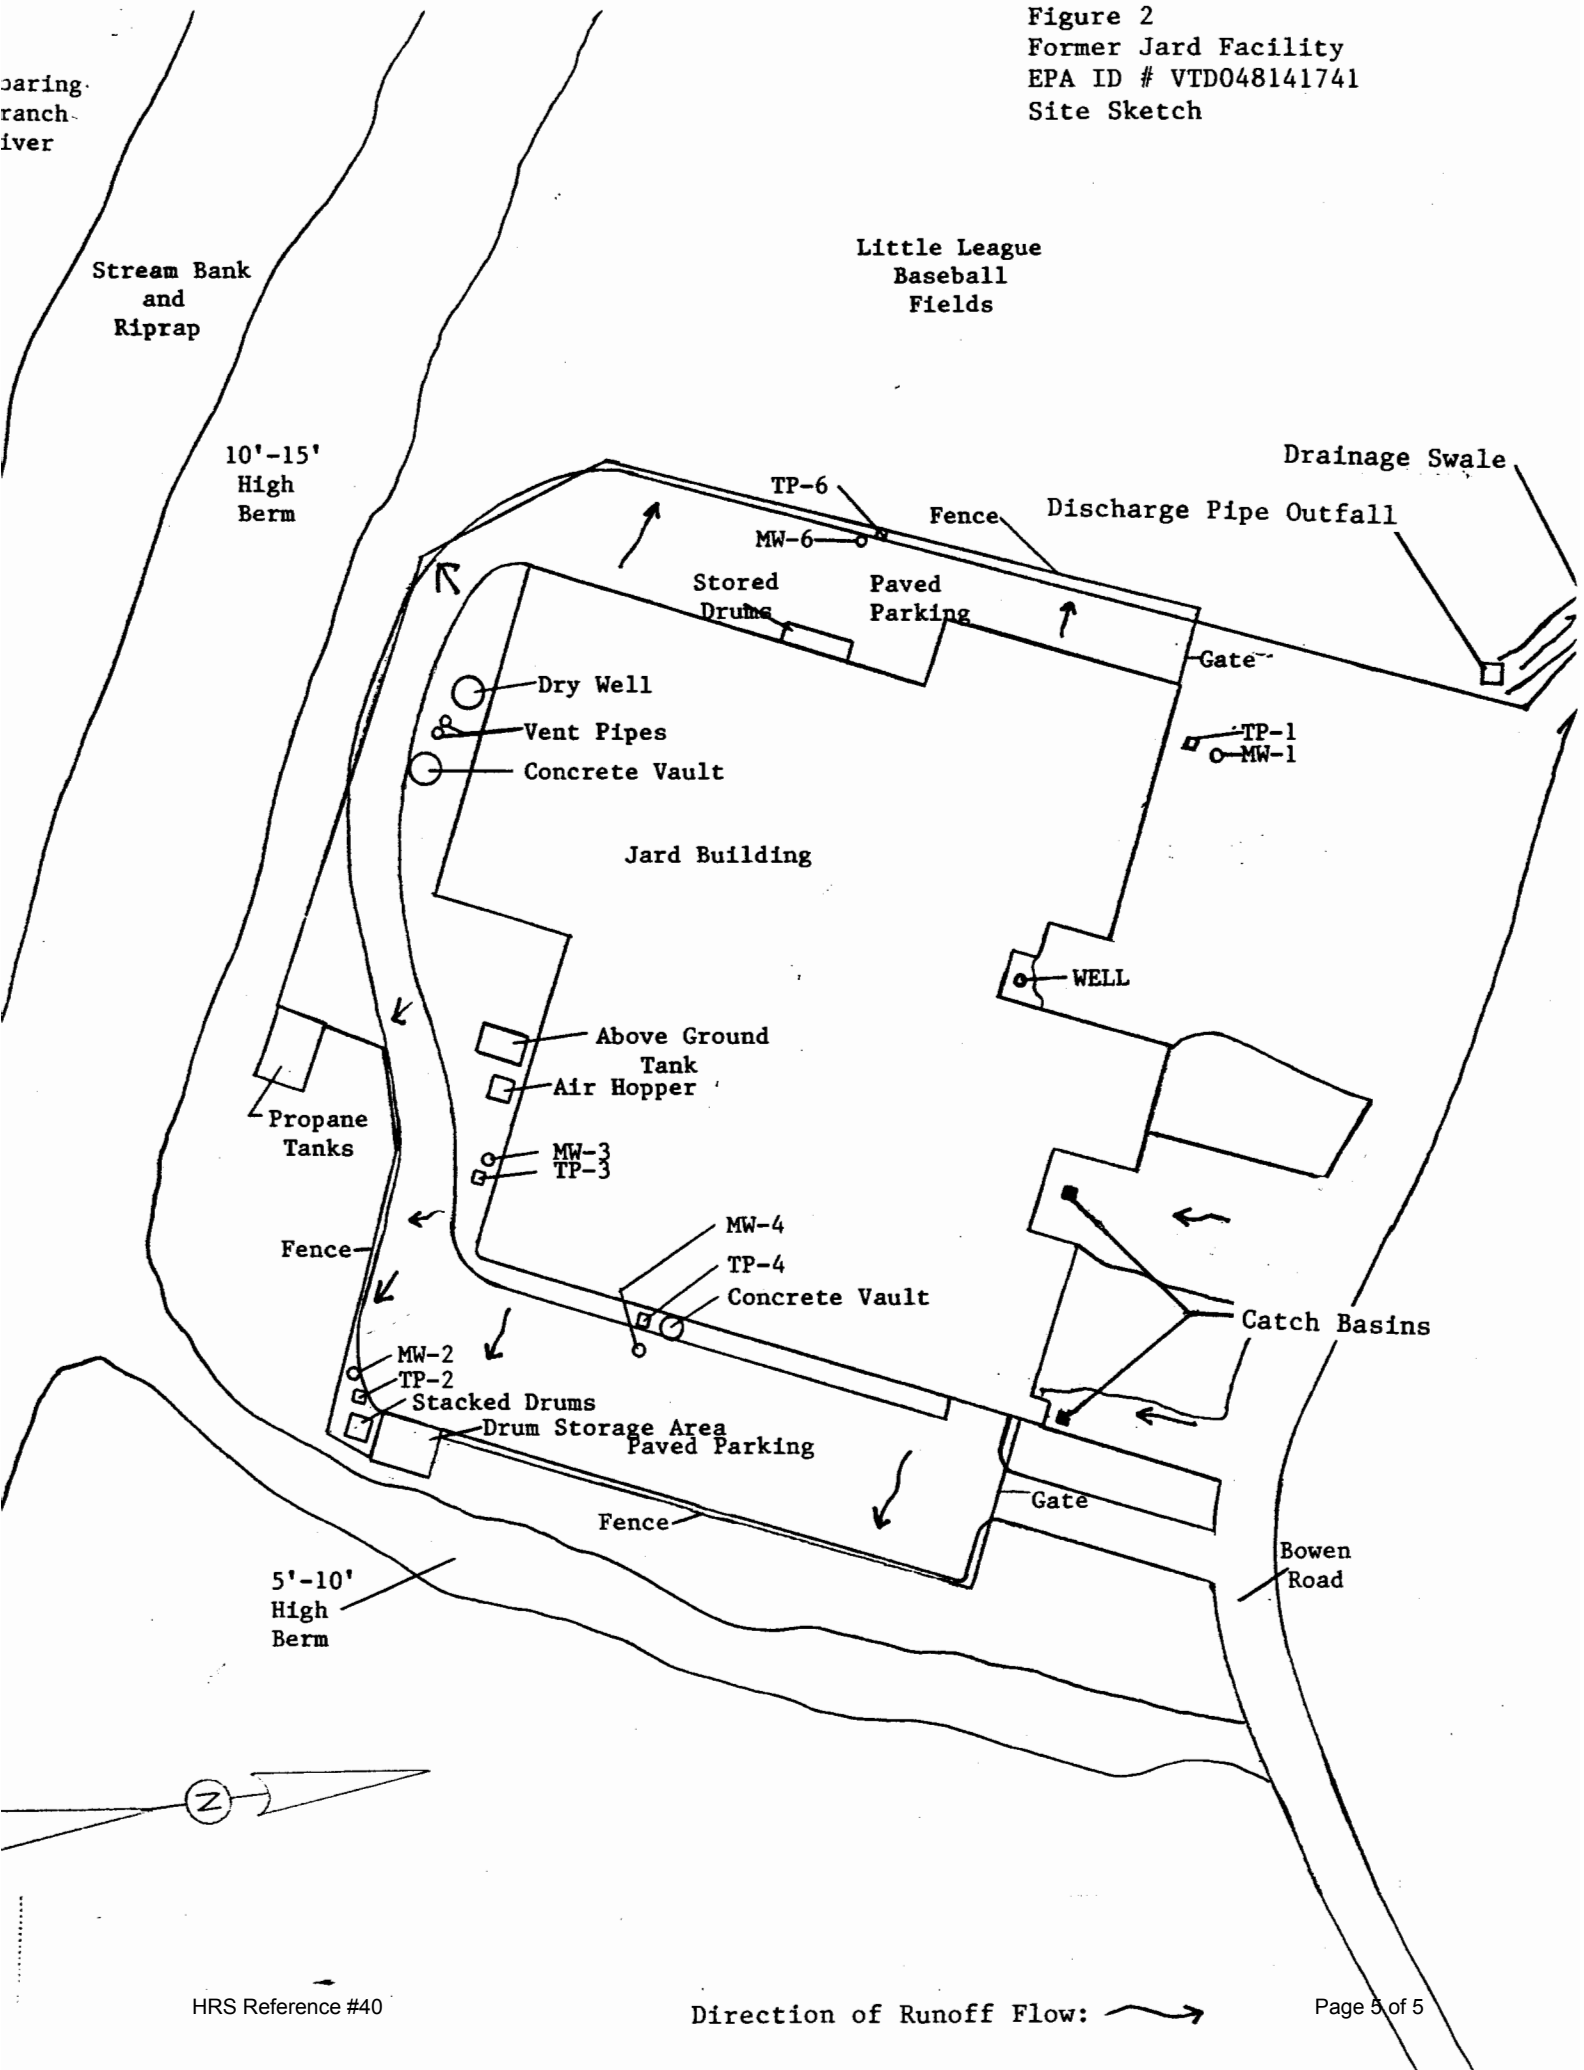 Figure 2
Former Jard Facility
EPA ID # VTD048141741
Site Sketch
oaring
ranch
iver
Stream Bank
and
Riprap
Little League
Baseball
Fields
10'-15'
High
Berm
Drainage Swale
TP-6
Fence
Discharge Pipe Outfall
MW-6
Stored
Drums
Paved
Parking
Gate
Dry Well
Vent Pipes
TP-1
MW-1
Concrete Vault
Jard Building
WELL
Above Ground
Tank
Air Hopper
Propane
Tanks
MW-3
TP-3
Fence
MW-4
TP-4
Concrete Vault
Catch Basins
MW-2
TP-2
Stacked Drums
Drum Storage Area
Paved Parking
Gate
Fence
Bowen
Road
5'-10'
High
Berm
N
HRS Reference #40
Direction of Runoff Flow:
Page 5 of 5